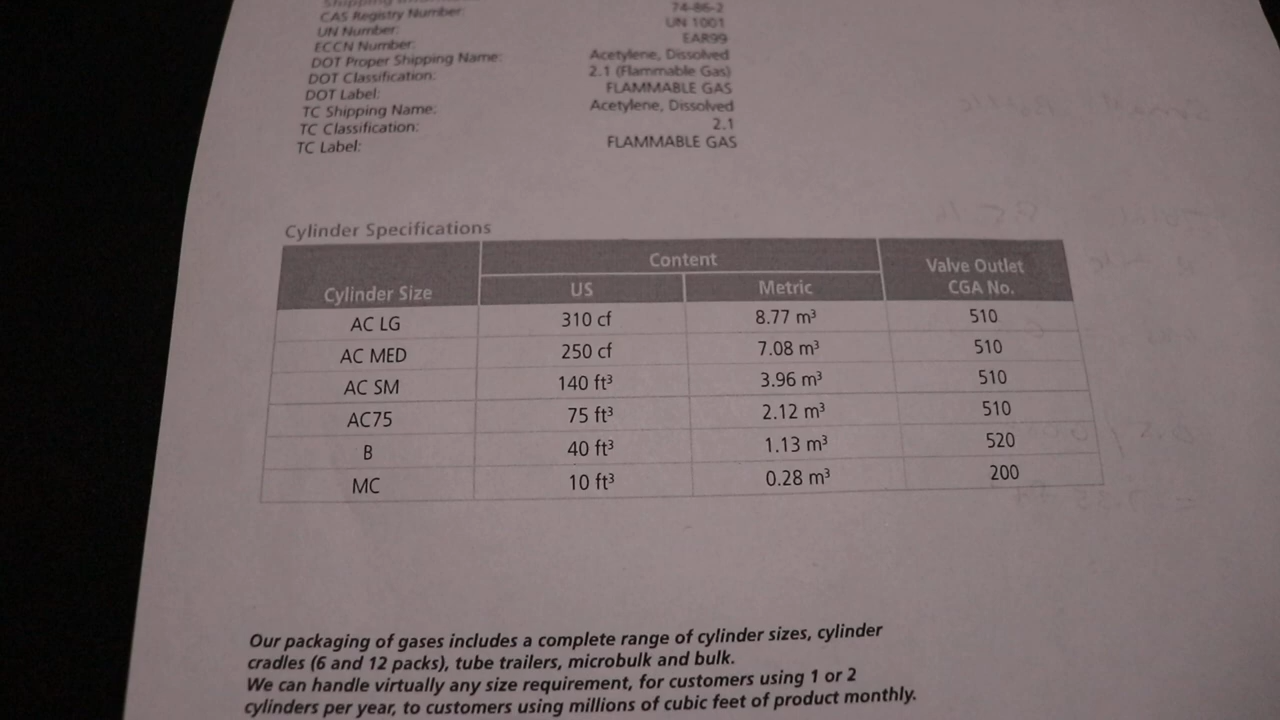 Shipping Information
CAS Registry Number: 74-86-2
UN Number: UN 1001
ECCN Number: EAR99
DOT Proper Shipping Name: Acetylene, Dissolved
DOT Classification: 2.1 (Flammable Gas)
DOT Label: FLAMMABLE GAS
TC Shipping Name: Acetylene, Dissolved
TC Classification: 2.1
TC Label: FLAMMABLE GAS
Cylinder Specifications
Cylinder Size Content Valve Outlet CGA No.
US Metric
AC LG 310 cf 8.77 m³ 510
AC MED 250 cf 7.08 m³ 510
AC SM 140 ft³ 3.96 m³ 510
AC75 75 ft³ 2.12 m³ 510
B 40 ft³ 1.13 m³ 520
MC 10 ft³ 0.28 m³ 200
Our packaging of gases includes a complete range of cylinder sizes, cylinder
cradles (6 and 12 packs), tube trailers, microbulk and bulk.
We can handle virtually any size requirement, for customers using 1 or 2
cylinders per year, to customers using millions of cubic feet of product monthly.